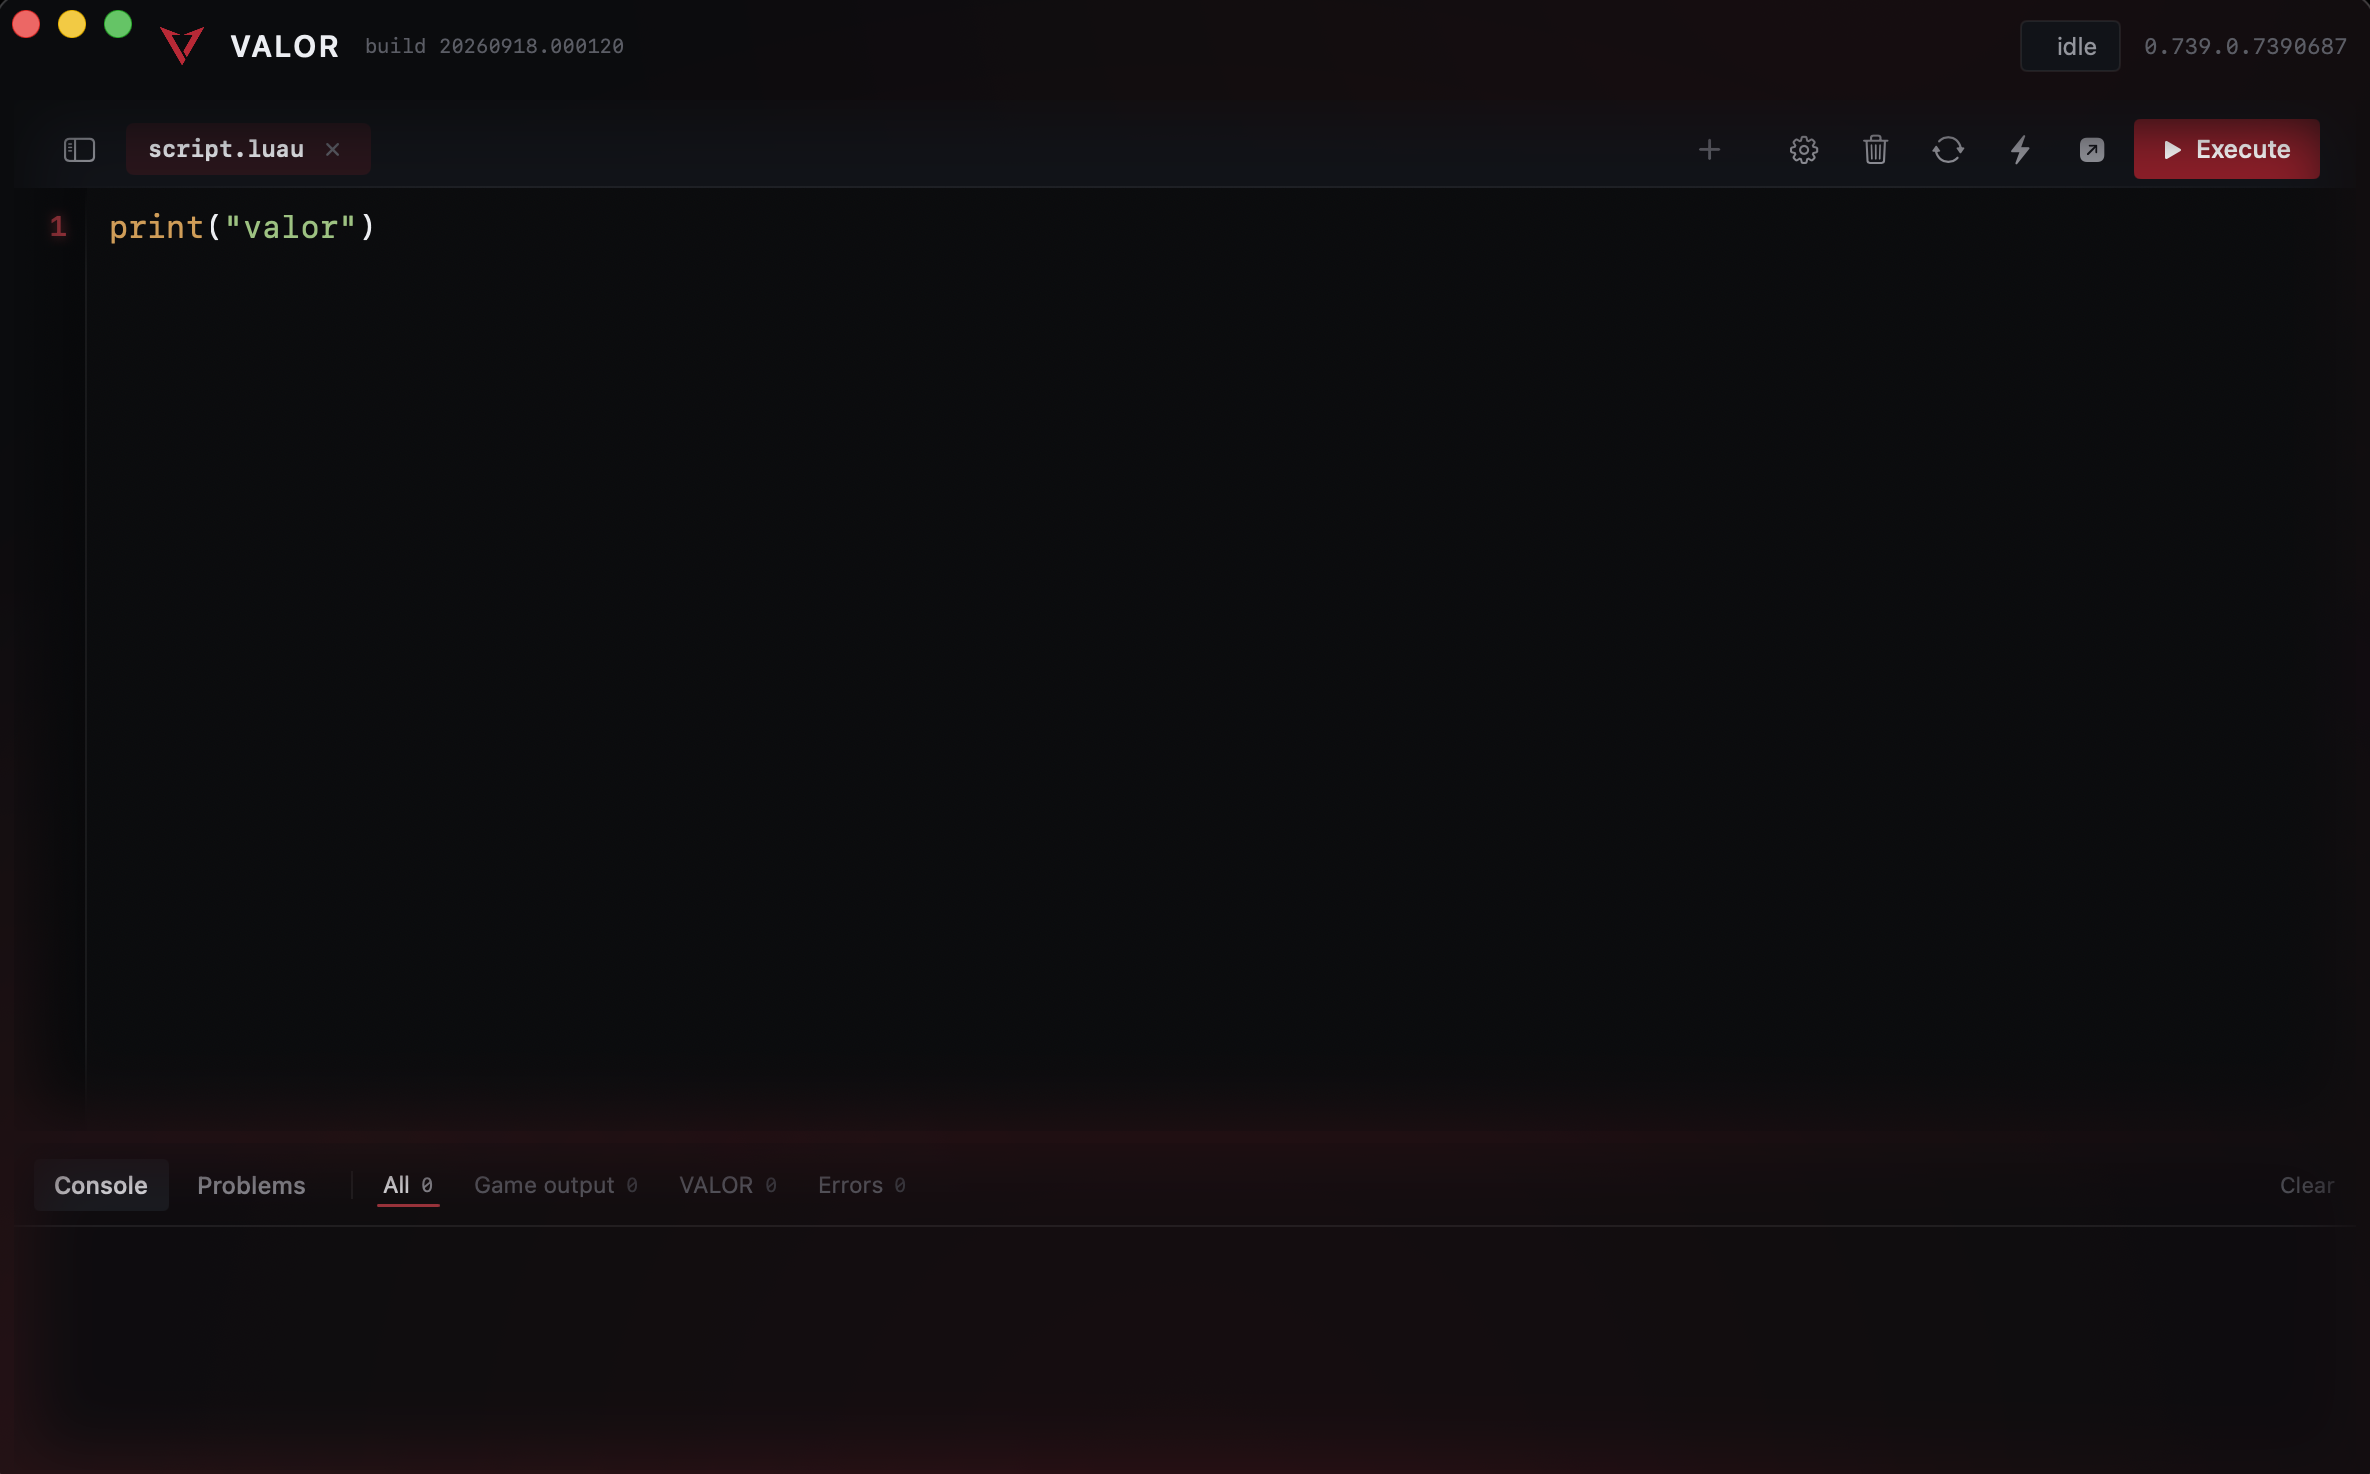 VALOR build 20260918.000120 idle 0.739.0.7390687
script.luau Execute
1 print("valor")
Console Problems All 0 Game output 0 VALOR 0 Errors 0 Clear